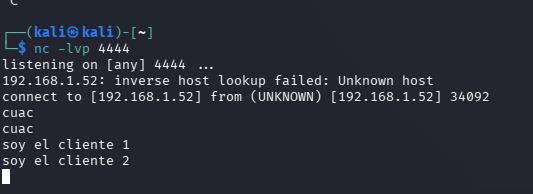 C
┌──(kali㉿kali)-[~]
└─$ nc -lvp 4444
listening on [any] 4444 ...
192.168.1.52: inverse host lookup failed: Unknown host
connect to [192.168.1.52] from (UNKNOWN) [192.168.1.52] 34092
cuac
cuac
soy el cliente 1
soy el cliente 2